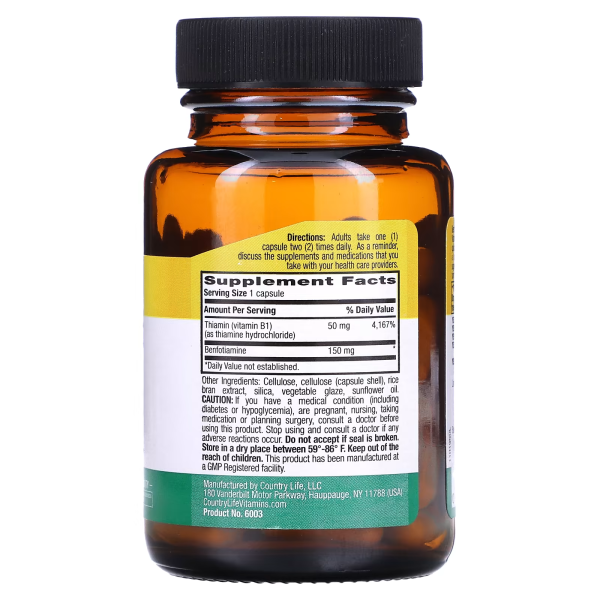 Directions: Adults take one (1)
capsule two (2) times daily. As a reminder,
discuss the supplements and medications that you
take with your health care providers.
Supplement Facts
Serving Size 1 capsule
Amount Per Serving % Daily Value
Thiamin (vitamin B1) 50 mg 4,167%
(as thiamine hydrochloride)
Benfotiamine 150 mg *
*Daily Value not established.
Other Ingredients: Cellulose, cellulose (capsule shell), rice
bran extract, silica, vegetable glaze, sunflower oil.
CAUTION: If you have a medical condition (including
diabetes or hypoglycemia), are pregnant, nursing, taking
medication or planning surgery, consult a doctor before
using this product. Stop using and consult a doctor if any
adverse reactions occur. Do not accept if seal is broken.
Store in a dry place between 59°-86° F. Keep out of the
reach of children. This product has been manufactured at
a GMP Registered facility.
Manufactured by Country Life, LLC
180 Vanderbilt Motor Parkway, Hauppauge, NY 11788 (USA)
CountryLifeVitamins.com
Product No. 6003